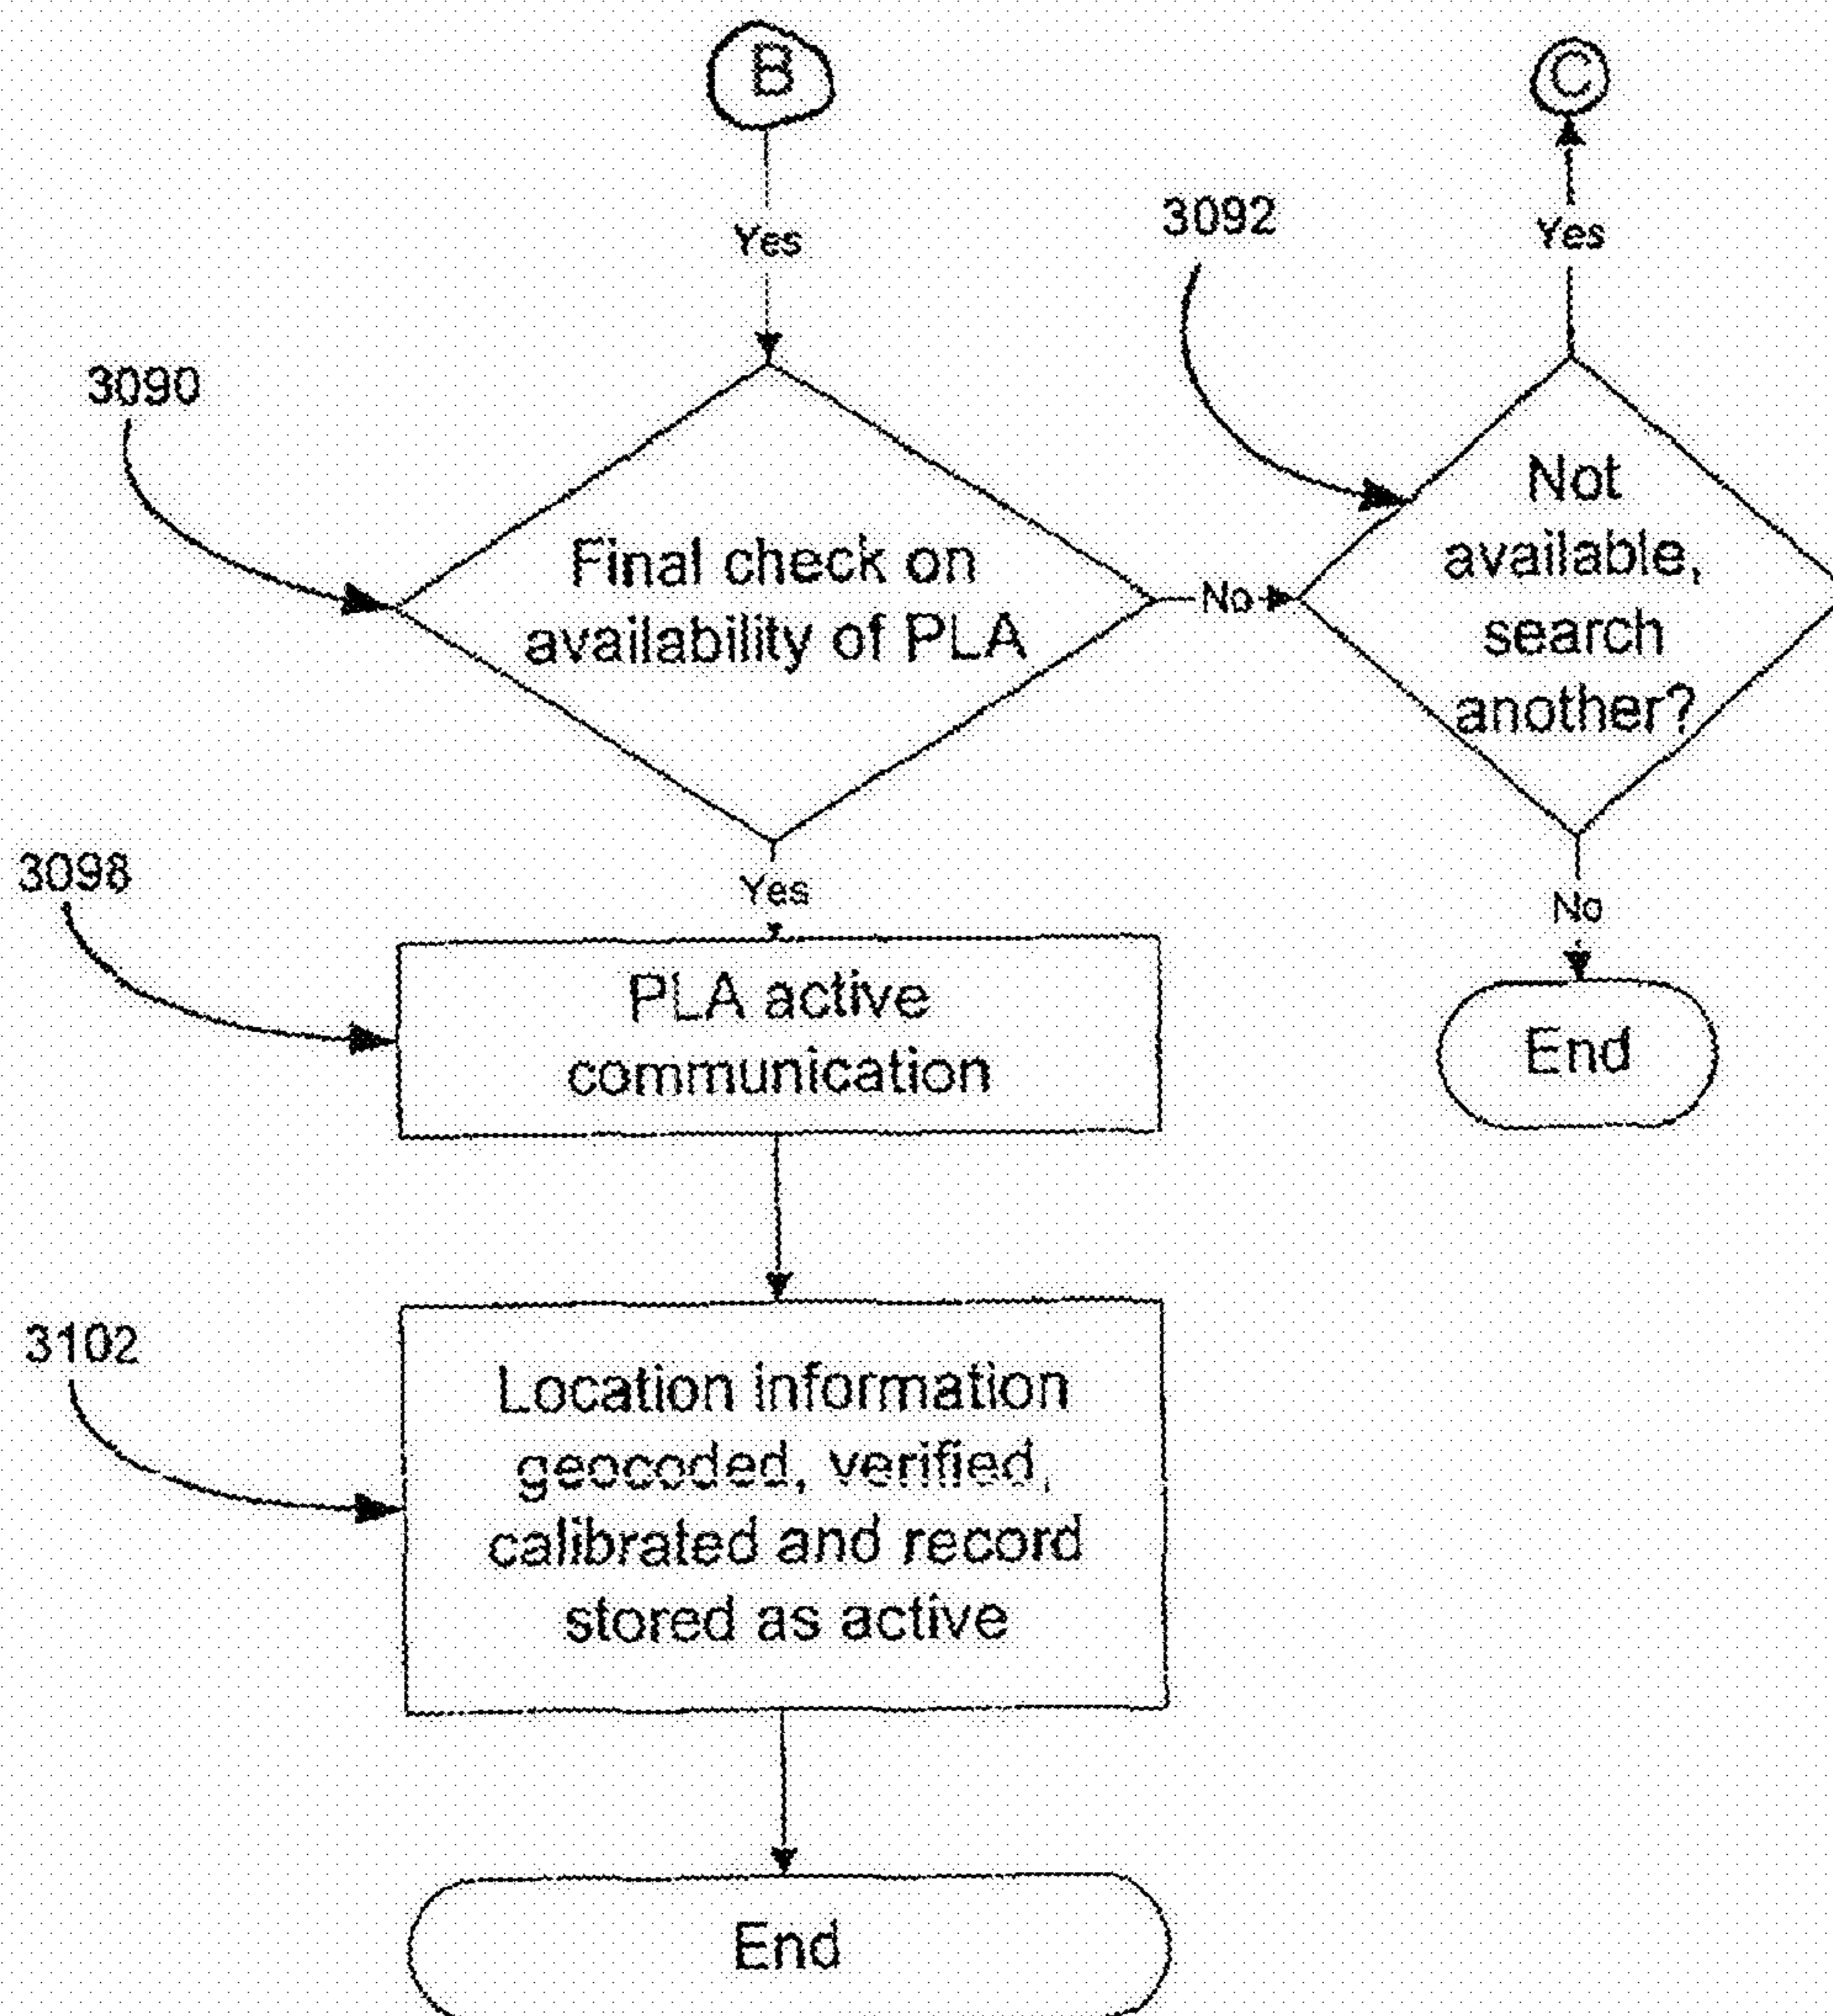 B
C
Yes
Yes
3092
3090
Final check on
availability of PLA
No
Not
available,
search
another?
3098
Yes
No
PLA active
communication
End
3102
Location information
geocoded, verified,
calibrated and record
stored as active
End